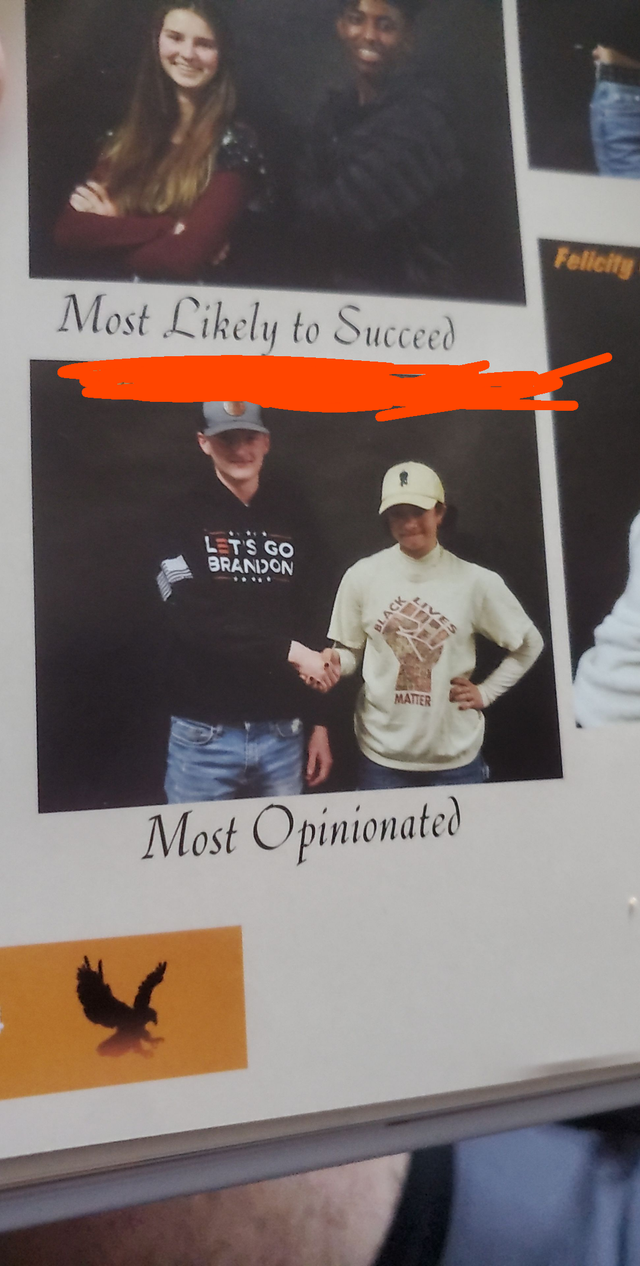 Felicity
Most Likely to Succeed
LET'S GO
BRANDON
BLACK LIVES
MATTER
Most Opinionated